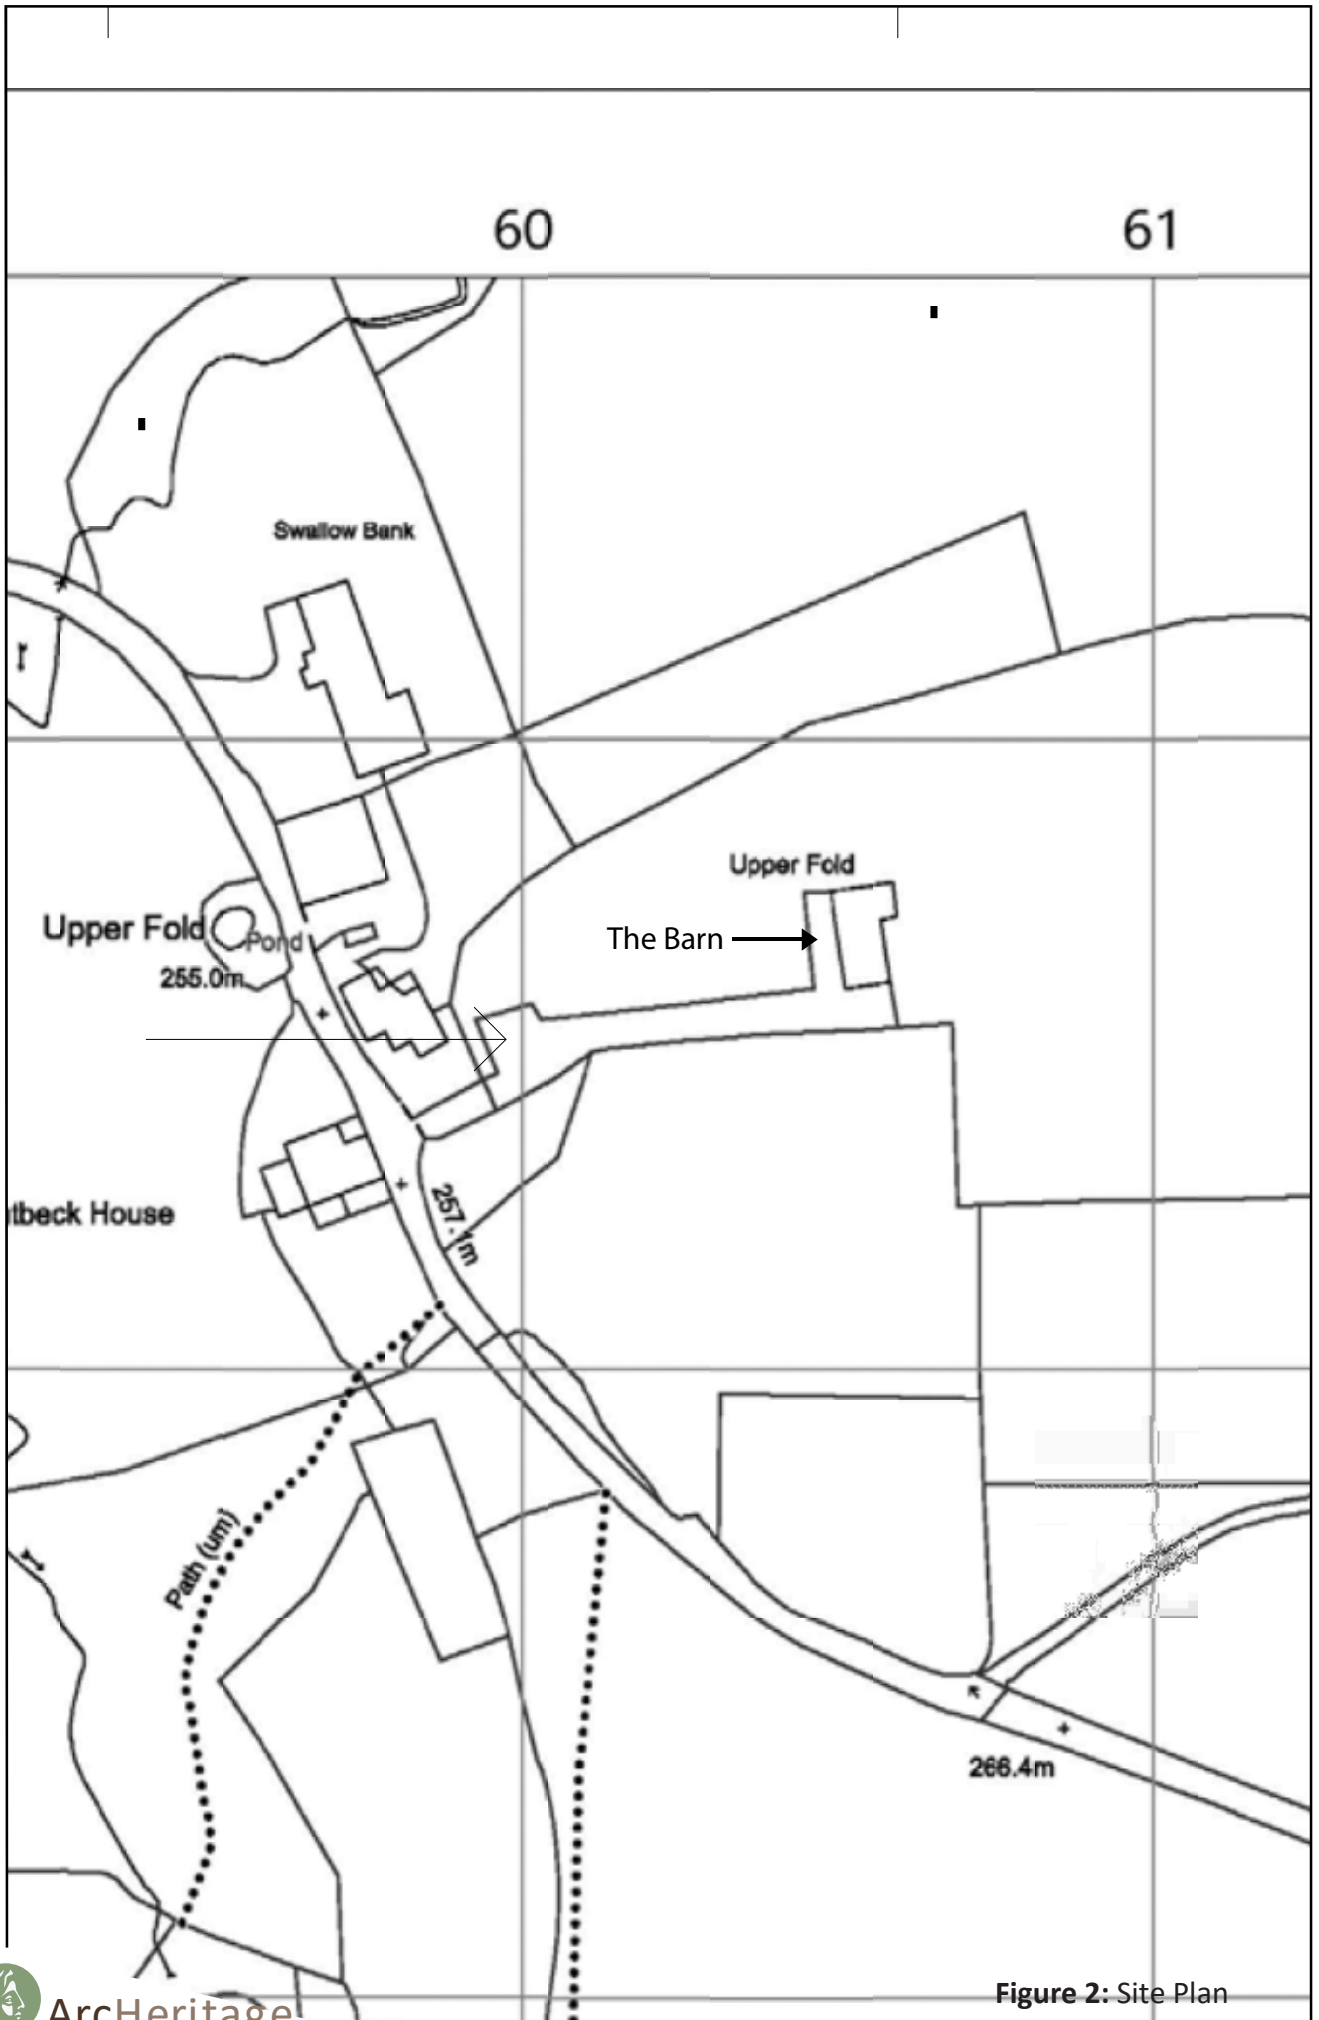 60 61
Swallow Bank
Upper Fold
Upper Fold
The Barn
Pond
255.0m
tbeck House
257.1m
Path (um)
266.4m
Figure 2: Site Plan
ArcHeritage